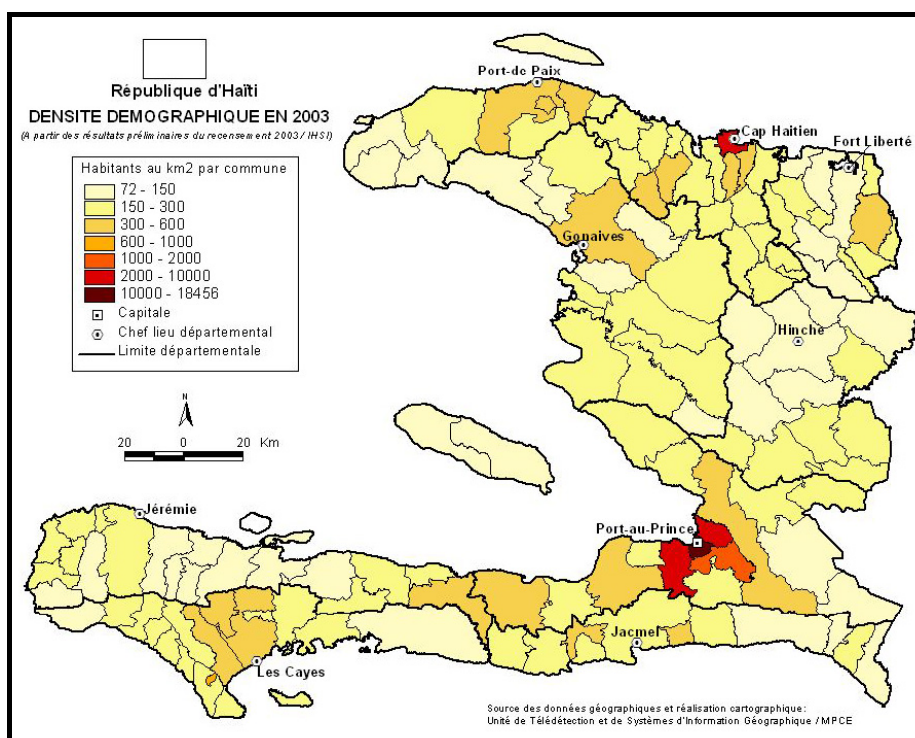 République d'Haïti
DENSITE DEMOGRAPHIQUE EN 2003
(A partir des résultats préliminaires du recensement 2003 / IHSI)
Habitants au km2 par commune
72 - 150
150 - 300
300 - 600
600 - 1000
1000 - 2000
2000 - 10000
10000 - 18456
Capitale
Chef lieu départemental
Limite départementale
N
20 0 20 Km
Port-de Paix
Cap Haitien
Fort Liberté
Gonaives
Hinche
Jérémie
Port-au-Prince
Jacmel
Les Cayes
Source des données géographiques et réalisation cartographique:
Unité de Télédétection et de Systèmes d'Information Géographique / MPCE